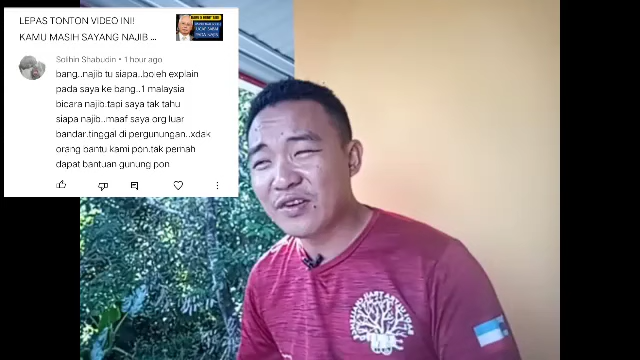 LEPAS TONTON VIDEO INI!
KAMU MASIH SAYANG NAJIB ...
Solihin Shabudin • 1 hour ago
bang..najib tu siapa..bo eh explain
pada saya ke bang..1 malaysia
bicara najib.tapi saya tak tahu
siapa najib..maaf saya org luar
bandar.tinggal di pergunungan..xdak
orang bantu kami pon.tak pernah
dapat bantuan gunung pon